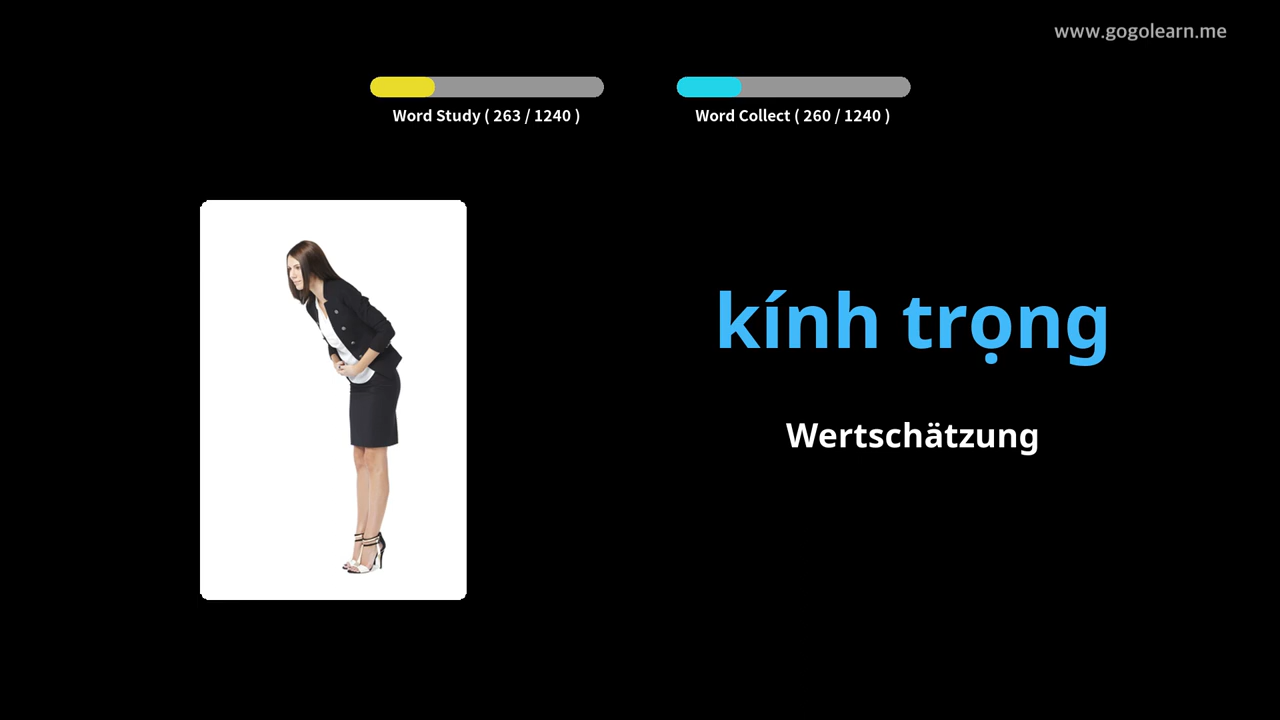 www.gogolearn.me
Word Study ( 263 / 1240 )
Word Collect ( 260 / 1240 )
kính trọng
Wertschätzung